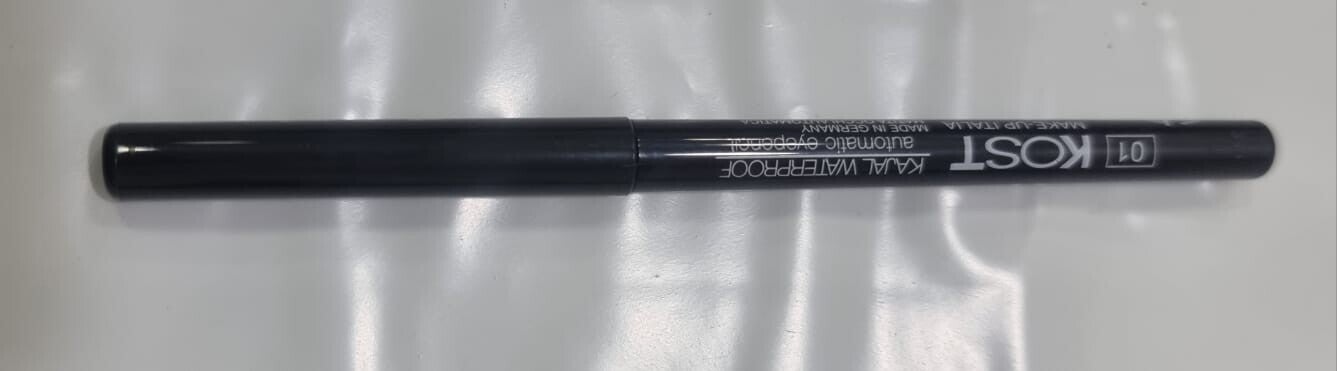 01
KOST
MAKE-UP ITALIA
KAJAL WATERPROOF
automatic eyepencil
MADE IN GERMANY